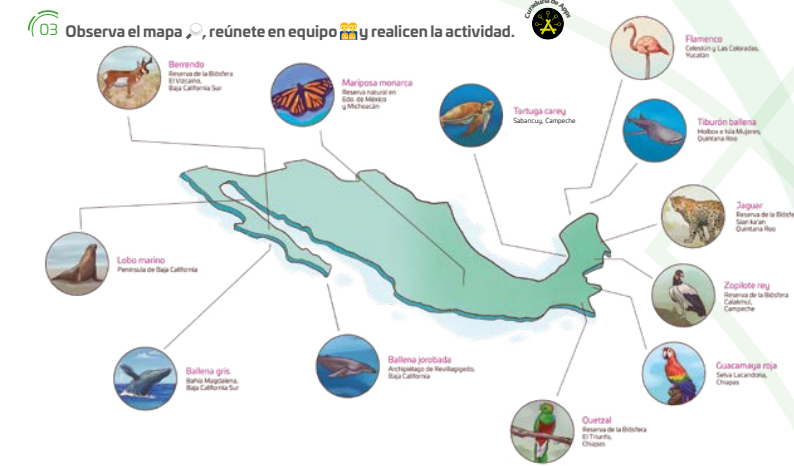 03 Observa el mapa, reúnete en equipo y realicen la actividad.
Curaduría de Apps
Berrendo
Reserva de la Biósfera
El Vizcaíno,
Baja California Sur
Mariposa monarca
Reserva natural en
Edo. de México
y Michoacán
Tortuga carey
Sabancuy, Campeche
Flamenco
Celestún y Las Coloradas,
Yucatán
Tiburón ballena
Holbox e Isla Mujeres,
Quintana Roo
Jaguar
Reserva de la Biósfe
Sian ka'an
Quintana Roo
Lobo marino
Península de Baja California
Zopilote rey
Reserva de la Biósfera
Calakmul,
Campeche
Ballena gris
Bahía Magdalena,
Baja California Sur
Ballena jorobada
Archipiélago de Revillagigedo,
Baja California
Guacamaya roja
Selva Lacandona,
Chiapas
Quetzal
Reserva de la Biósfera
El Triunfo,
Chiapas